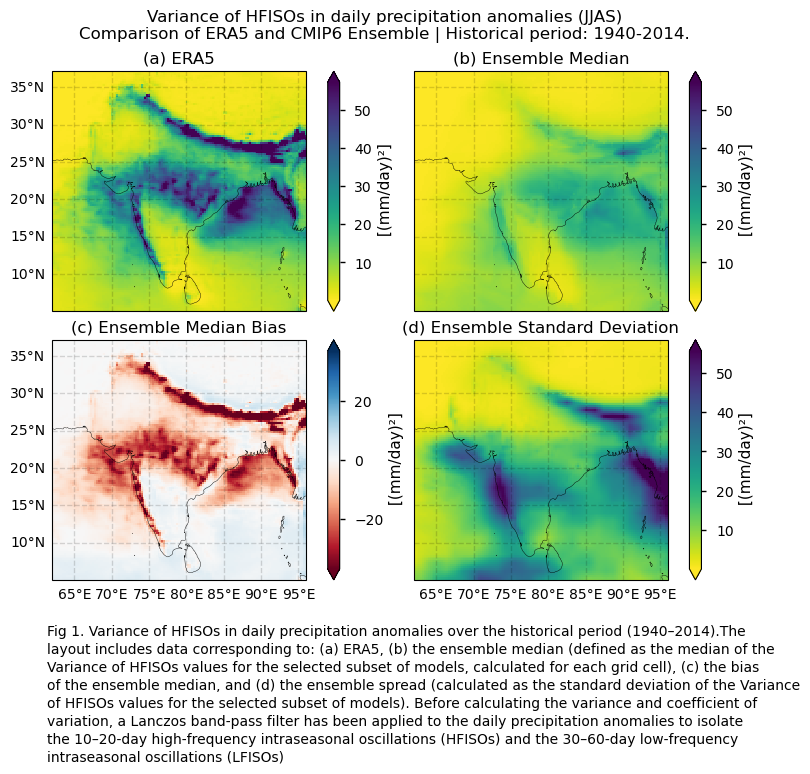 Variance of HFISOs in daily precipitation anomalies (JJAS)
Comparison of ERA5 and CMIP6 Ensemble | Historical period: 1940-2014.
(a) ERA5
(b) Ensemble Median
35°N
30°N
25°N
20°N
15°N
10°N
50
40
30
20
10
[(mm/day)²]
50
40
30
20
10
[(mm/day)²]
(c) Ensemble Median Bias
(d) Ensemble Standard Deviation
35°N
30°N
25°N
20°N
15°N
10°N
20
0
−20
[(mm/day)²]
50
40
30
20
10
[(mm/day)²]
65°E 70°E 75°E 80°E 85°E 90°E 95°E
65°E 70°E 75°E 80°E 85°E 90°E 95°E
Fig 1. Variance of HFISOs in daily precipitation anomalies over the historical period (1940–2014).The
layout includes data corresponding to: (a) ERA5, (b) the ensemble median (defined as the median of the
Variance of HFISOs values for the selected subset of models, calculated for each grid cell), (c) the bias
of the ensemble median, and (d) the ensemble spread (calculated as the standard deviation of the Variance
of HFISOs values for the selected subset of models). Before calculating the variance and coefficient of
variation, a Lanczos band-pass filter has been applied to the daily precipitation anomalies to isolate
the 10–20-day high-frequency intraseasonal oscillations (HFISOs) and the 30–60-day low-frequency
intraseasonal oscillations (LFISOs)